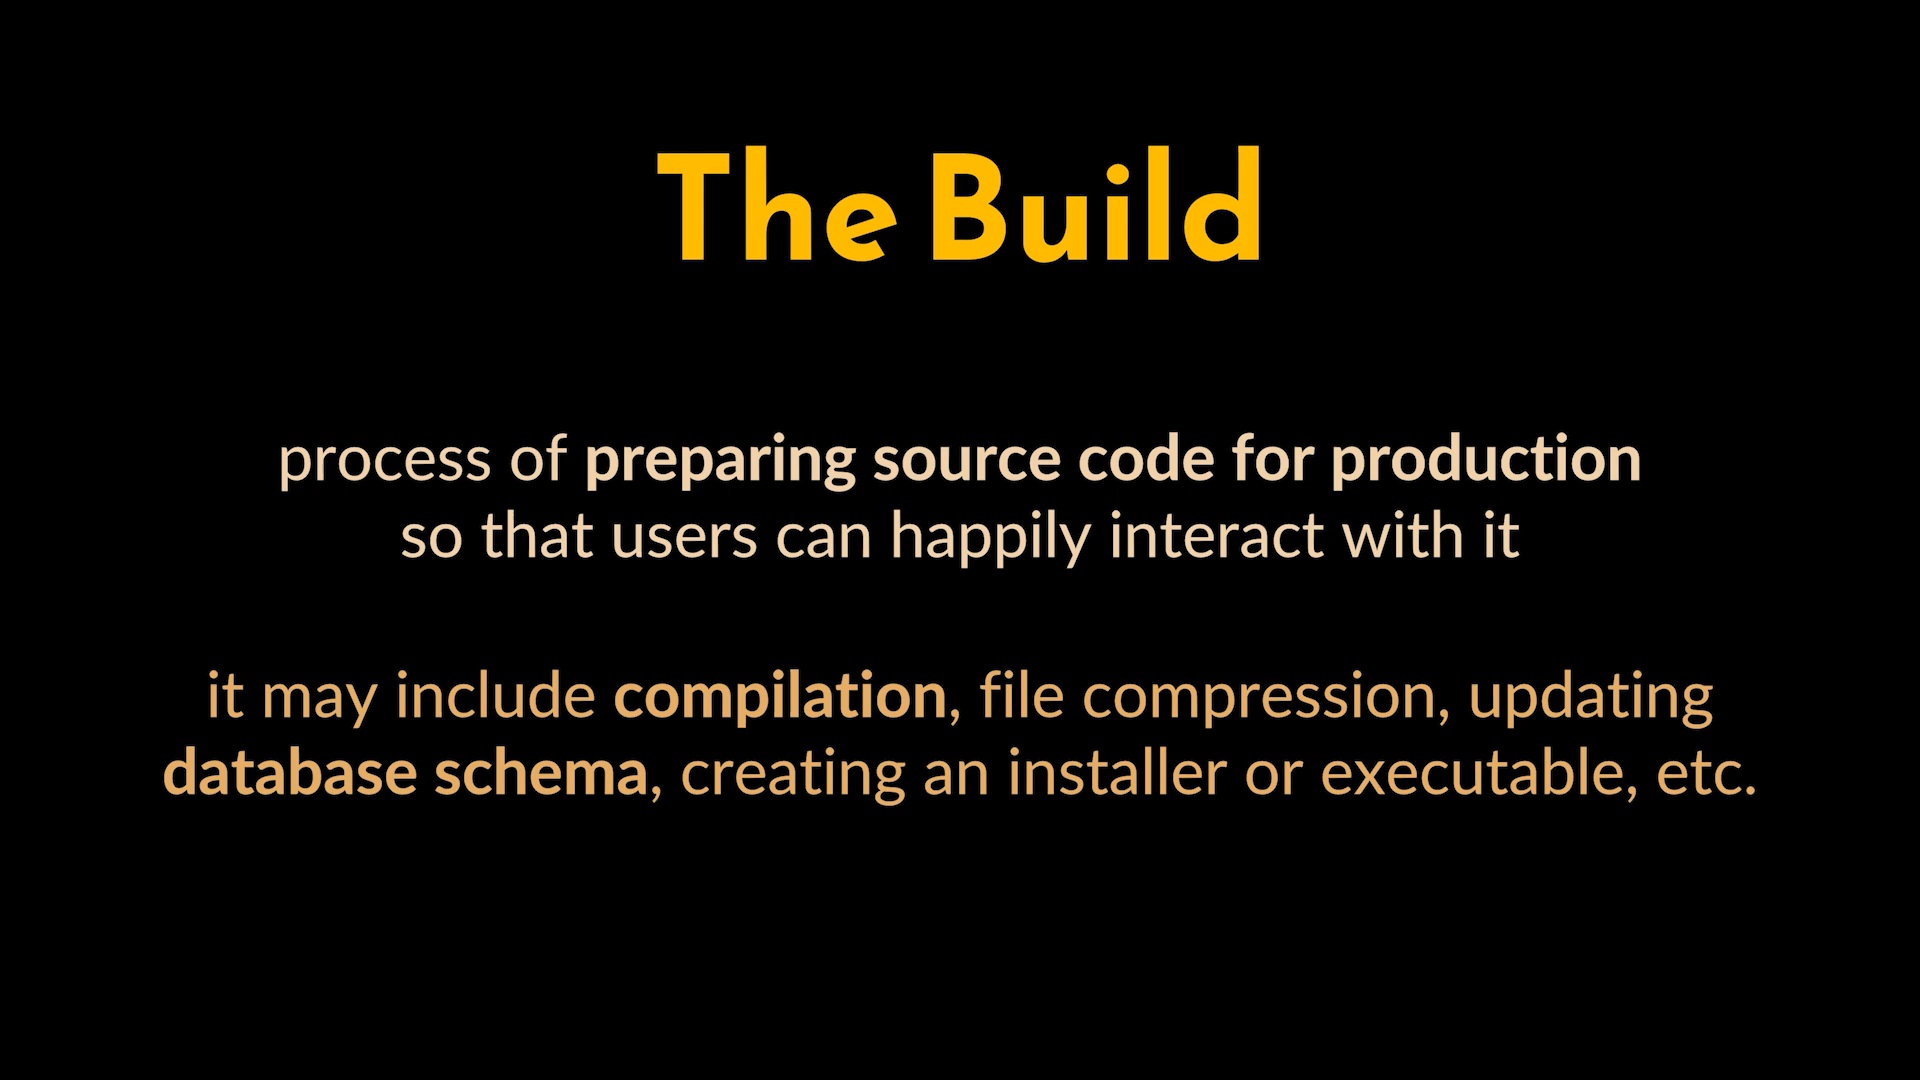 The Build
process of preparing source code for production
so that users can happily interact with it
it may include compilation, file compression, updating
database schema, creating an installer or executable, etc.